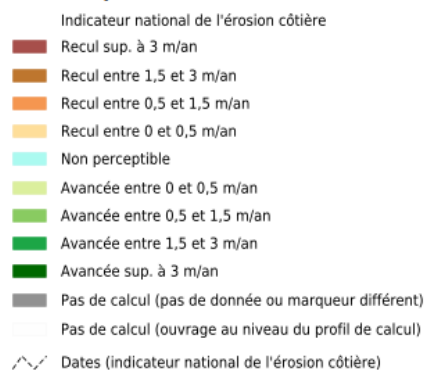 Indicateur national de l'érosion côtière
Recul sup. à 3 m/an
Recul entre 1,5 et 3 m/an
Recul entre 0,5 et 1,5 m/an
Recul entre 0 et 0,5 m/an
Non perceptible
Avancée entre 0 et 0,5 m/an
Avancée entre 0,5 et 1,5 m/an
Avancée entre 1,5 et 3 m/an
Avancée sup. à 3 m/an
Pas de calcul (pas de donnée ou marqueur différent)
Pas de calcul (ouvrage au niveau du profil de calcul)
Dates (indicateur national de l'érosion côtière)